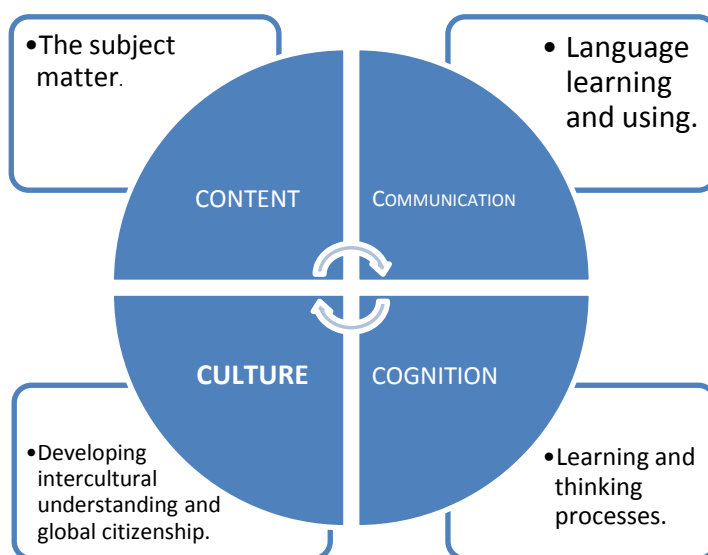 •The subject
matter.
• Language
learning
and using.
CONTENT
COMMUNICATION
CULTURE
COGNITION
•Developing
intercultural
understanding and
global citizenship.
•Learning and
thinking
processes.